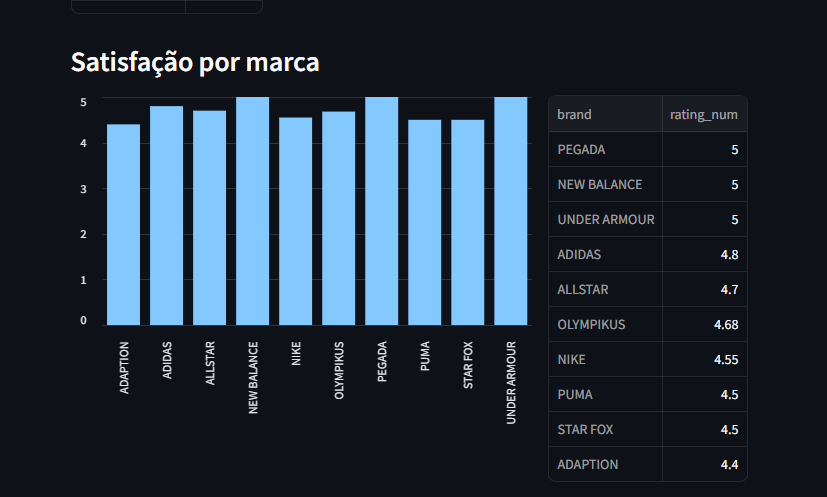 Satisfação por marca
5
4
3
2
1
0
ADAPTION
ADIDAS
ALLSTAR
NEW BALANCE
NIKE
OLYMPIKUS
PEGADA
PUMA
STAR FOX
UNDER ARMOUR
brand rating_num
PEGADA 5
NEW BALANCE 5
UNDER ARMOUR 5
ADIDAS 4.8
ALLSTAR 4.7
OLYMPIKUS 4.68
NIKE 4.55
PUMA 4.5
STAR FOX 4.5
ADAPTION 4.4